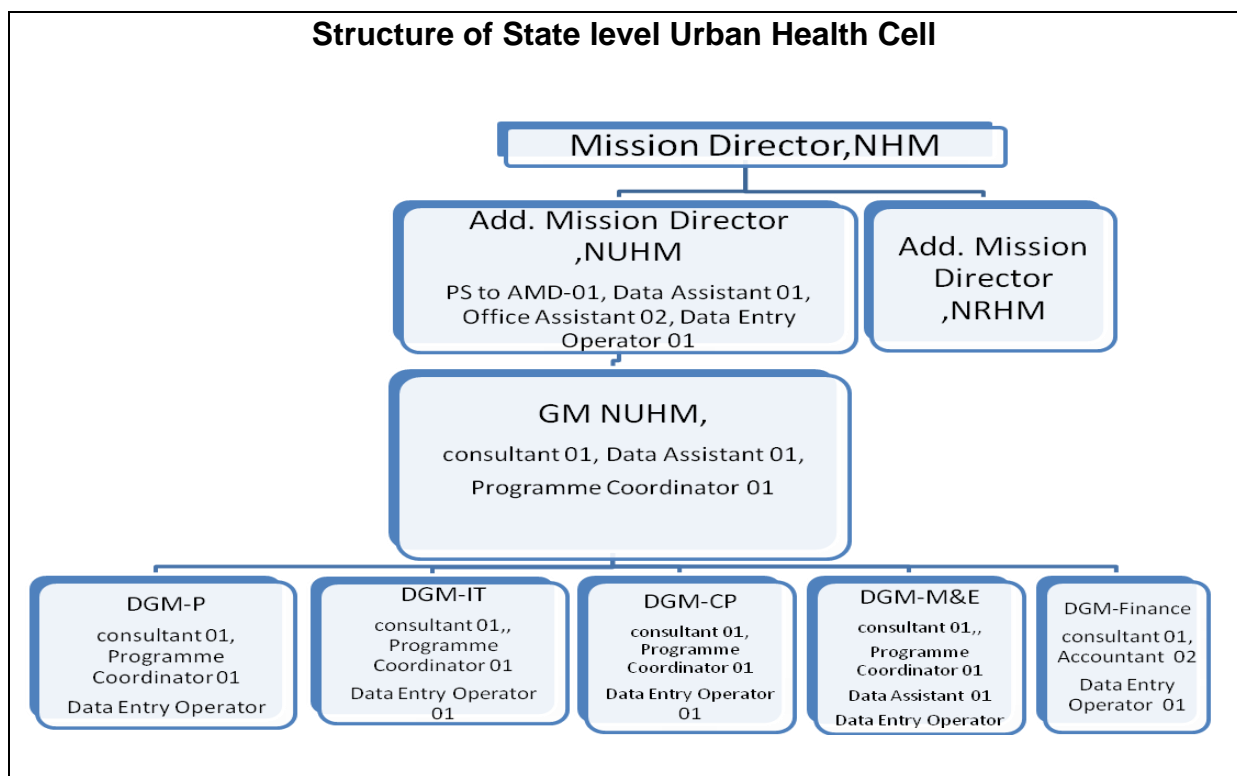 Structure of State level Urban Health Cell
Mission Director,NHM
Add. Mission Director
,NUHM
PS to AMD-01, Data Assistant 01,
Office Assistant 02, Data Entry
Operator 01
Add. Mission
Director
,NRHM
GM NUHM,
consultant 01, Data Assistant 01,
Programme Coordinator 01
DGM-P
consultant 01,
Programme
Coordinator 01
Data Entry Operator
DGM-IT
consultant 01,,
Programme
Coordinator 01
Data Entry Operator
01
DGM-CP
consultant 01,
Programme
Coordinator 01
Data Entry Operator
01
DGM-M&E
consultant 01,,
Programme
Coordinator 01
Data Assistant 01
Data Entry Operator
DGM-Finance
consultant 01,
Accountant 02
Data Entry
Operator 01